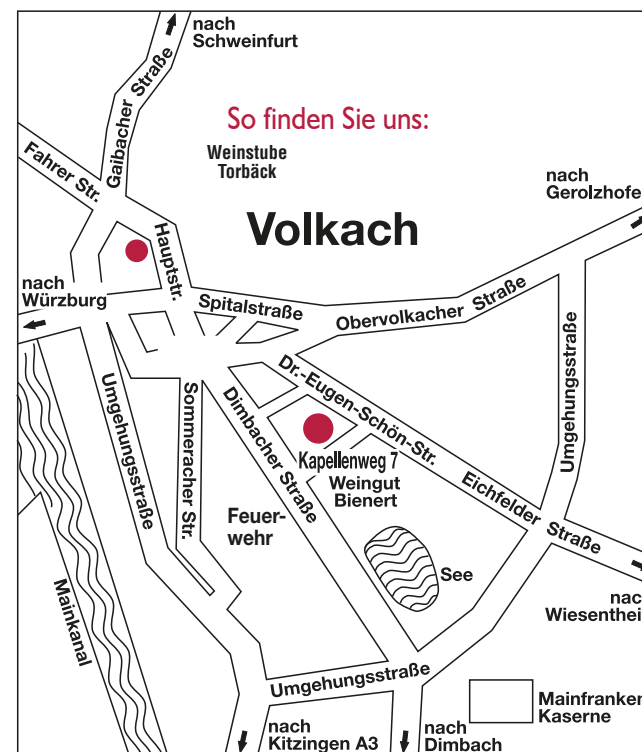 nach
Schweinfurt
Gaibacher Straße
So finden Sie uns:
Weinstube
Torbäck
Fahrer Str.
nach
Gerolzhofe
Volkach
Hauptstr.
nach
Würzburg
Spitalstraße
Obervolkacher Straße
Umgehungsstraße
Dr.-Eugen-Schön-Str.
Umgehungsstraße
Sommeracher Str.
Dimbacher Straße
Kapellenweg 7
Weingut
Bienert
Eichfelder Straße
Feuer-
wehr
See
Mainkanal
nac
Wiesenthei
Umgehungsstraße
Mainfranken
Kaserne
nach
Kitzingen A3
nach
Dimbach